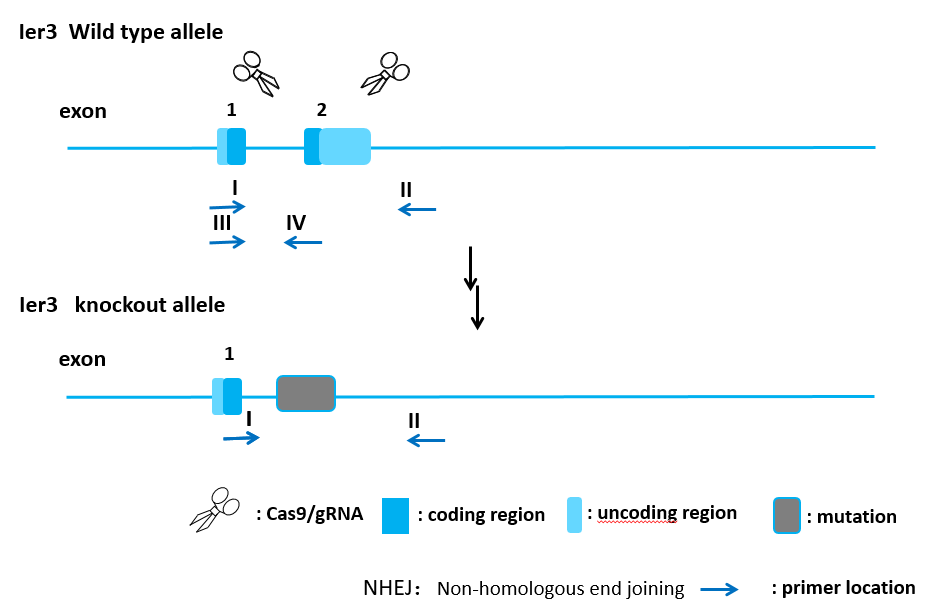 Ier3 Wild type allele
exon
1 2
I II
III IV
Ier3 knockout allele
exon
1
I II
: Cas9/gRNA : coding region : uncoding region : mutation
NHEJ： Non-homologous end joining : primer location